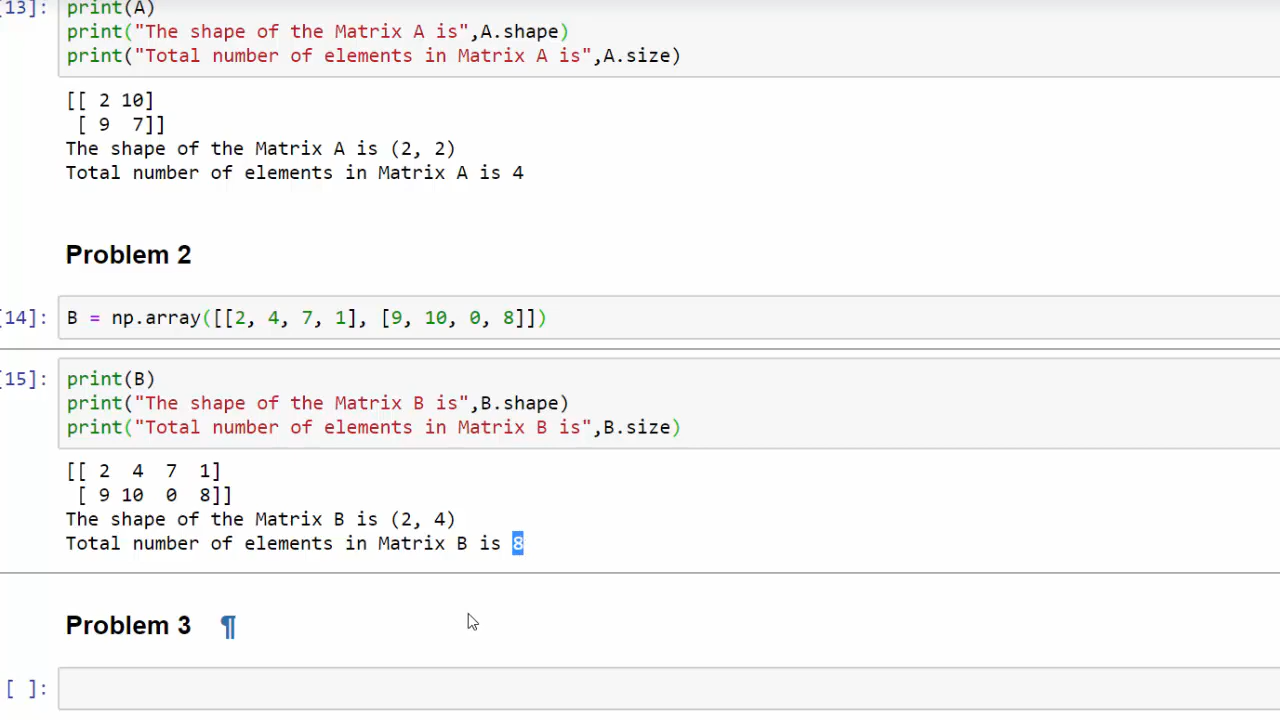 [13]: print(A)
print("The shape of the Matrix A is",A.shape)
print("Total number of elements in Matrix A is",A.size)
[[ 2 10]
 [ 9  7]]
The shape of the Matrix A is (2, 2)
Total number of elements in Matrix A is 4
Problem 2
[14]: B = np.array([[2, 4, 7, 1], [9, 10, 0, 8]])
[15]: print(B)
print("The shape of the Matrix B is",B.shape)
print("Total number of elements in Matrix B is",B.size)
[[ 2  4  7  1]
 [ 9 10  0  8]]
The shape of the Matrix B is (2, 4)
Total number of elements in Matrix B is 8
Problem 3 ¶
[ ]: